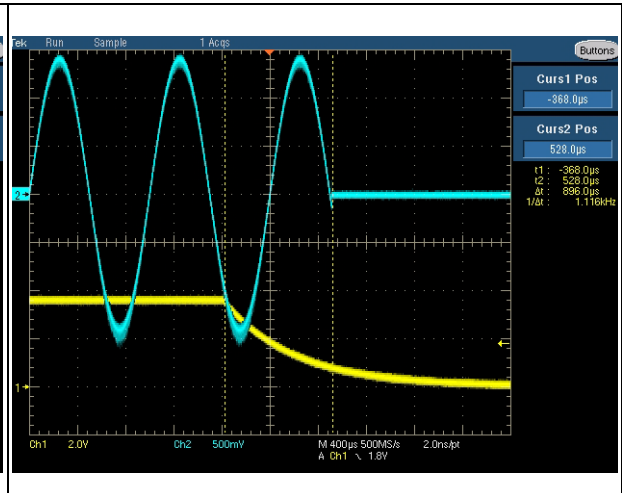 Tek Run Sample 1 Acqs
Buttons
Curs1 Pos
-368.0µs
Curs2 Pos
528.0µs
t1 : -368.0µs
t2 : 528.0µs
Δt : 896.0µs
1/Δt : 1.116kHz
2
1
Ch1 2.0V Ch2 500mV M 400µs 500MS/s 2.0ns/pt
A Ch1 \ 1.8V